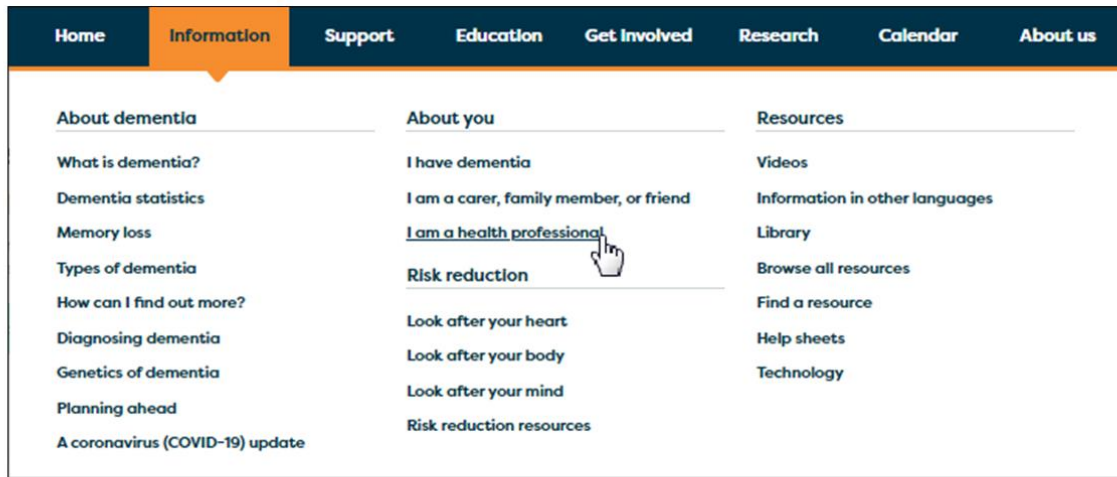 Home Information Support Education Get Involved Research Calendar About us
About dementia
What is dementia?
Dementia statistics
Memory loss
Types of dementia
How can I find out more?
Diagnosing dementia
Genetics of dementia
Planning ahead
A coronavirus (COVID-19) update
About you
I have dementia
I am a carer, family member, or friend
I am a health professional
Risk reduction
Look after your heart
Look after your body
Look after your mind
Risk reduction resources
Resources
Videos
Information in other languages
Library
Browse all resources
Find a resource
Help sheets
Technology